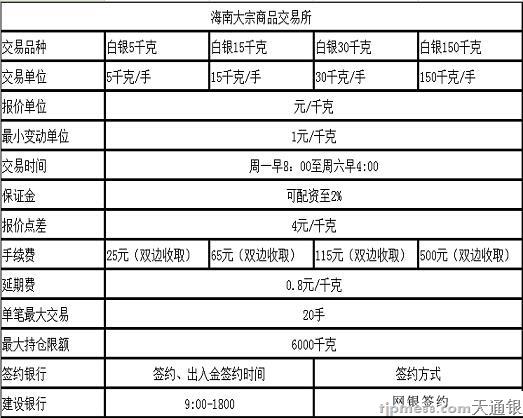 海南大宗商品交易所
交易品种 白银5千克 白银15千克 白银30千克 白银150千克
交易单位 5千克/手 15千克/手 30千克/手 150千克/手
报价单位 元/千克
最小变动单位 1元/千克
交易时间 周一早8：00至周六早4:00
保证金 可配资至2%
报价点差 4元/千克
手续费 25元（双边收取） 65元（双边收取） 115元（双边收取） 500元（双边收取）
延期费 0.8元/千克
单笔最大交易 20手
最大持仓限额 6000千克
签约银行 签约、出入金签约时间 签约方式
建设银行 9:00-1800 网银签约
tjpmess.com天通银